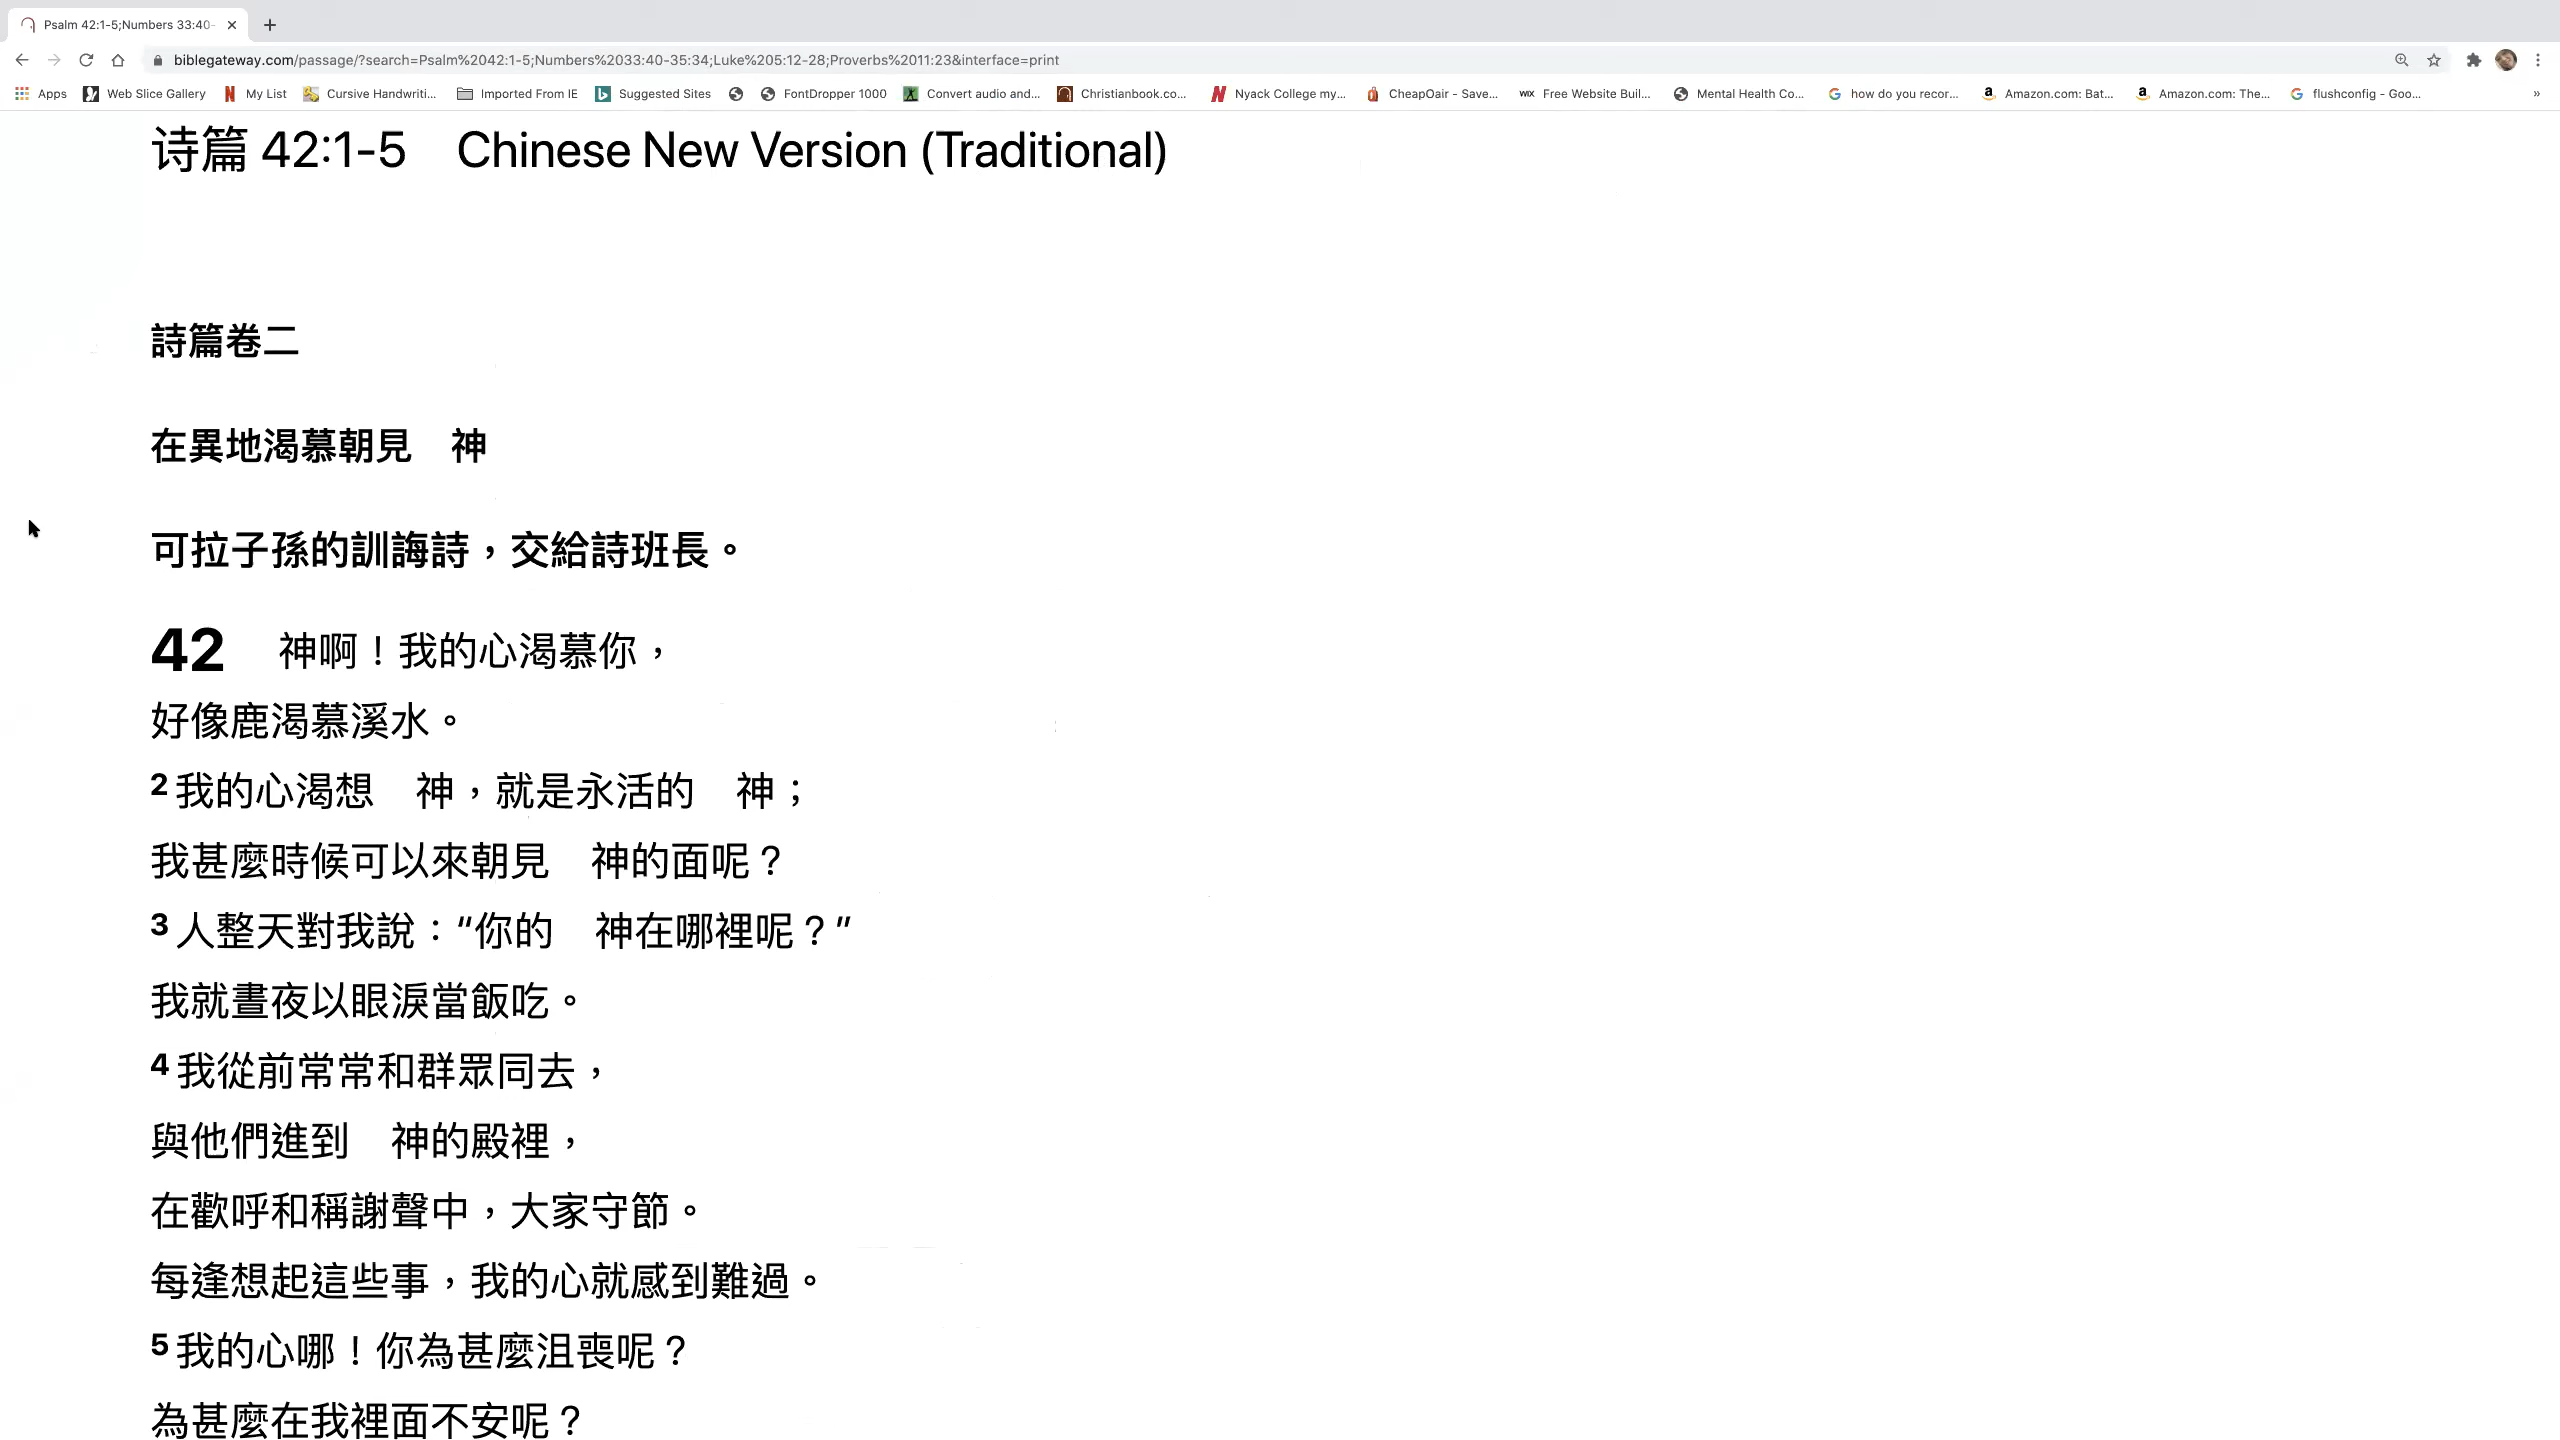 Psalm 42:1-5;Numbers 33:40-
biblegateway.com/passage/?search=Psalm%2042:1-5;Numbers%2033:40-35:34;Luke%205:12-28;Proverbs%2011:23&interface=print
Apps Web Slice Gallery My List Cursive Handwriti... Imported From IE Suggested Sites FontDropper 1000 Convert audio and... Christianbook.co... Nyack College my... CheapOair - Save... WIX Free Website Buil... Mental Health Co... how do you recor... Amazon.com: Bat... Amazon.com: The... flushconfig - Goo... »
诗篇 42:1-5 Chinese New Version (Traditional)
詩篇卷二
在異地渴慕朝見　神
可拉子孫的訓誨詩，交給詩班長。
42 　神啊！我的心渴慕你，
好像鹿渴慕溪水。
2 我的心渴想　神，就是永活的　神；
我甚麼時候可以來朝見　神的面呢？
3 人整天對我說：“你的　神在哪裡呢？”
我就晝夜以眼淚當飯吃。
4 我從前常常和群眾同去，
與他們進到　神的殿裡，
在歡呼和稱謝聲中，大家守節。
每逢想起這些事，我的心就感到難過。
5 我的心哪！你為甚麼沮喪呢？
為甚麼在我裡面不安呢？